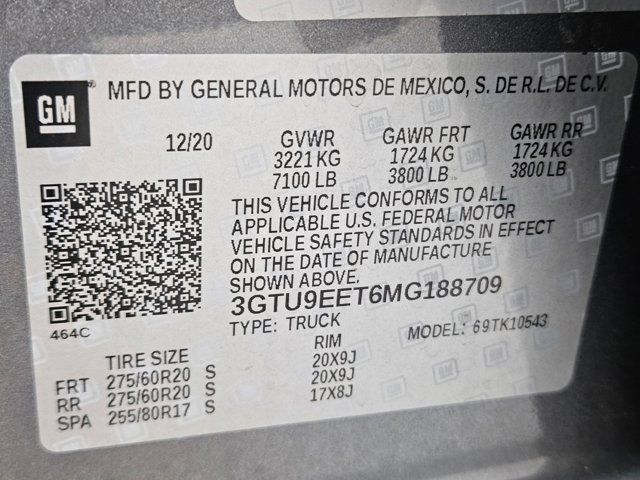 GM
MFD BY GENERAL MOTORS DE MEXICO, S. DE R.L. DE C.V.
12/20 GVWR GAWR FRT GAWR RR
3221 KG 1724 KG 1724 KG
7100 LB 3800 LB 3800 LB
THIS VEHICLE CONFORMS TO ALL
APPLICABLE U.S. FEDERAL MOTOR
VEHICLE SAFETY STANDARDS IN EFFECT
ON THE DATE OF MANUFACTURE
SHOWN ABOVE.
3GTU9EET6MG188709
464C
TYPE: TRUCK MODEL: 69TK10543
TIRE SIZE RIM
FRT 275/60R20 S 20X9J
RR 275/60R20 S 20X9J
SPA 255/80R17 S 17X8J